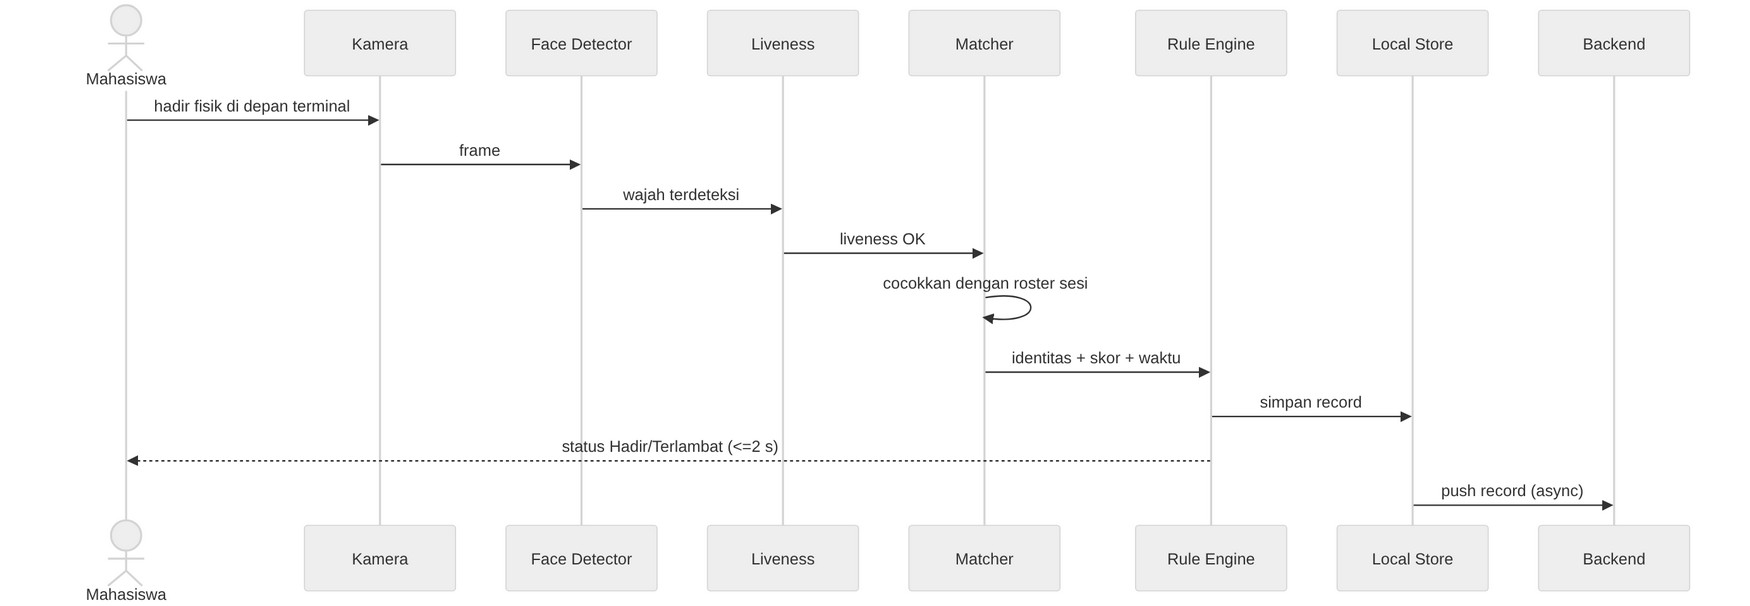 Mahasiswa
Kamera
Face Detector
Liveness
Matcher
Rule Engine
Local Store
Backend
hadir fisik di depan terminal
frame
wajah terdeteksi
liveness OK
cocokkan dengan roster sesi
identitas + skor + waktu
simpan record
status Hadir/Terlambat (<=2 s)
push record (async)
Mahasiswa
Kamera
Face Detector
Liveness
Matcher
Rule Engine
Local Store
Backend